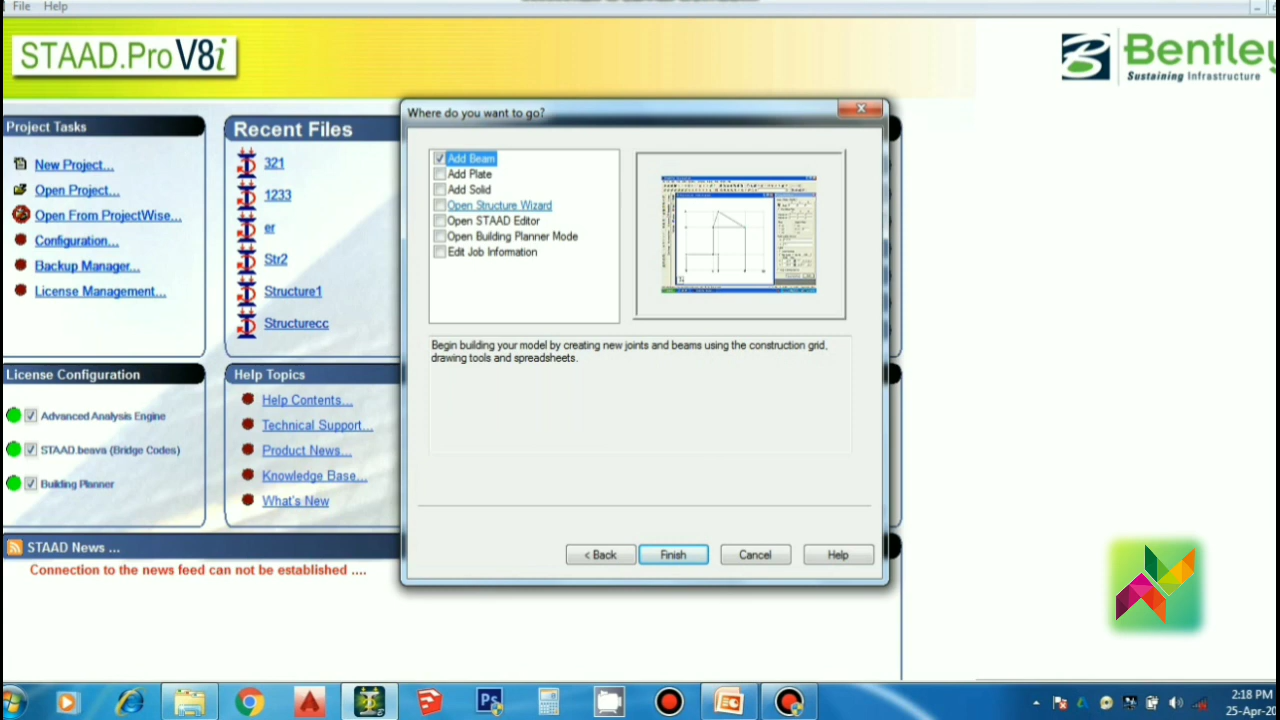 File Help
STAAD.Pro V8i
Bentley
Sustaining Infrastructure
Project Tasks
New Project...
Open Project...
Open From ProjectWise...
Configuration...
Backup Manager...
License Management...
Recent Files
321
1233
er
Str2
Structure1
Structurecc
License Configuration
Advanced Analysis Engine
STAAD.beava (Bridge Codes)
Building Planner
Help Topics
Help Contents...
Technical Support...
Product News...
Knowledge Base...
What's New
STAAD News ...
Connection to the news feed can not be established ....
Where do you want to go?
Add Beam
Add Plate
Add Solid
Open Structure Wizard
Open STAAD Editor
Open Building Planner Mode
Edit Job Information
Begin building your model by creating new joints and beams using the construction grid,
drawing tools and spreadsheets.
< Back Finish Cancel Help
2:18 PM
25-Apr-20